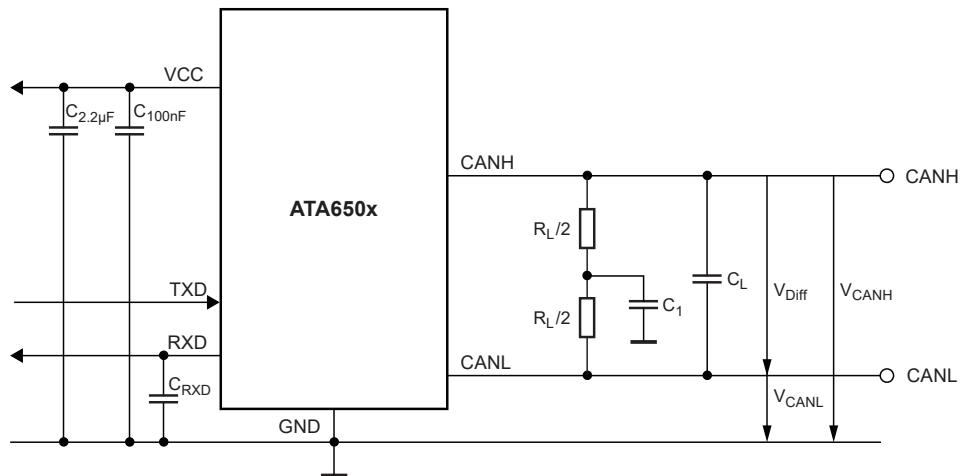 VCC
C2.2µF
C100nF
CANH
CANH
ATA650x
RL/2
TXD
CL
VDiff
VCANH
RL/2
C1
RXD
CANL
CANL
CRXD
VCANL
GND